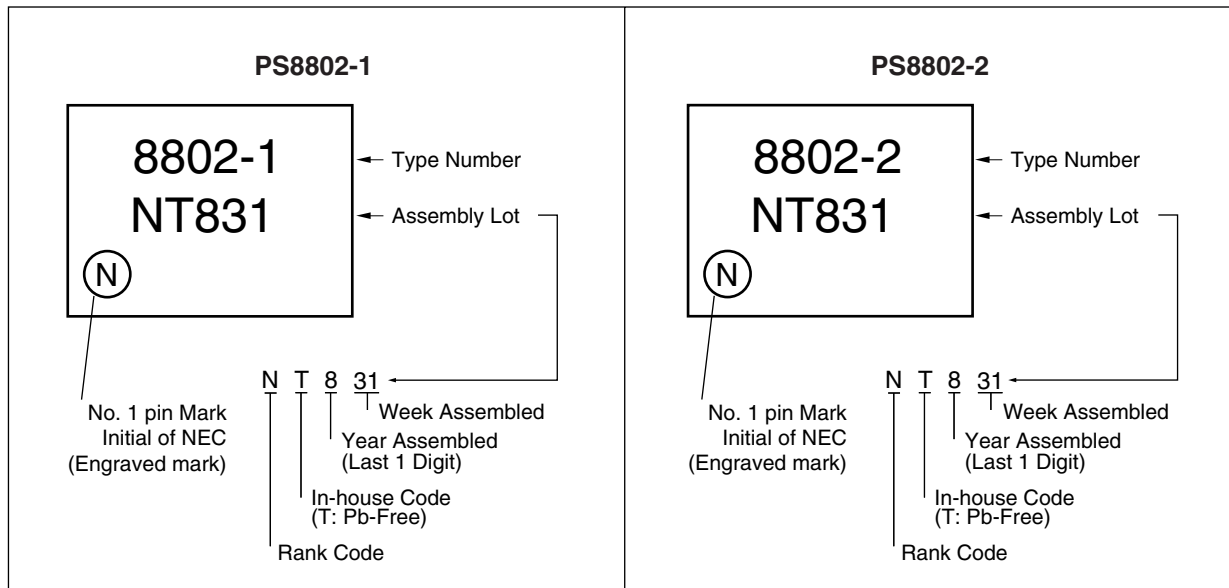 PS8802-1
8802-1
Type Number
NT831
Assembly Lot
N
N T 8 31
No. 1 pin Mark
Initial of NEC
(Engraved mark)
Week Assembled
Year Assembled
(Last 1 Digit)
In-house Code
(T: Pb-Free)
Rank Code
PS8802-2
8802-2
Type Number
NT831
Assembly Lot
N
N T 8 31
No. 1 pin Mark
Initial of NEC
(Engraved mark)
Week Assembled
Year Assembled
(Last 1 Digit)
In-house Code
(T: Pb-Free)
Rank Code